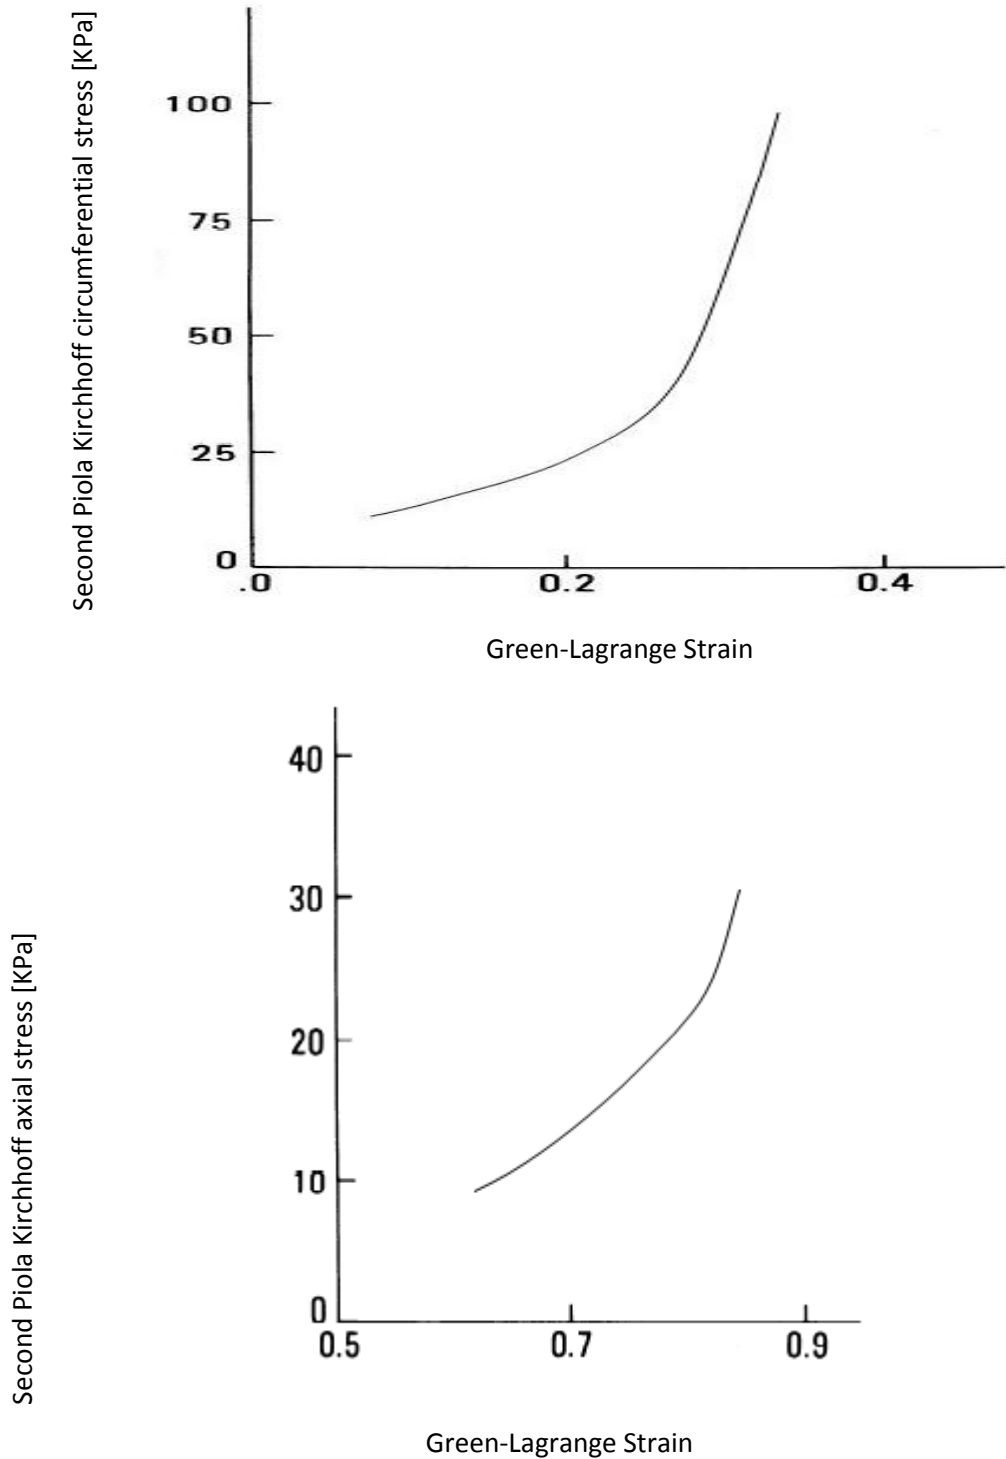 Second Piola Kirchhoff circumferential stress [KPa]
100
75
50
25
0
.0 0.2 0.4
Green-Lagrange Strain
Second Piola Kirchhoff axial stress [KPa]
40
30
20
10
0
0.5 0.7 0.9
Green-Lagrange Strain